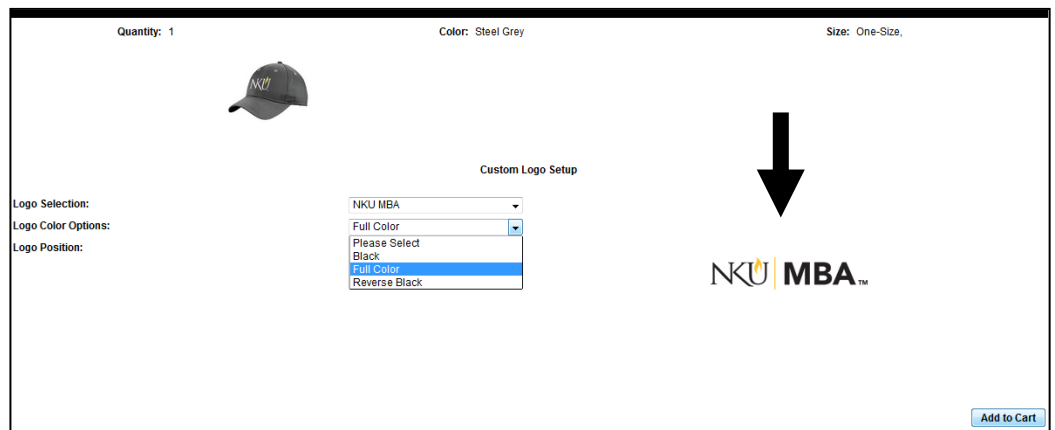 Quantity: 1 Color: Steel Grey Size: One-Size,
NKU
Custom Logo Setup
Logo Selection: NKU MBA
Logo Color Options: Full Color
Logo Position:
Please Select
Black
Full Color
Reverse Black
NKU MBA™
Add to Cart